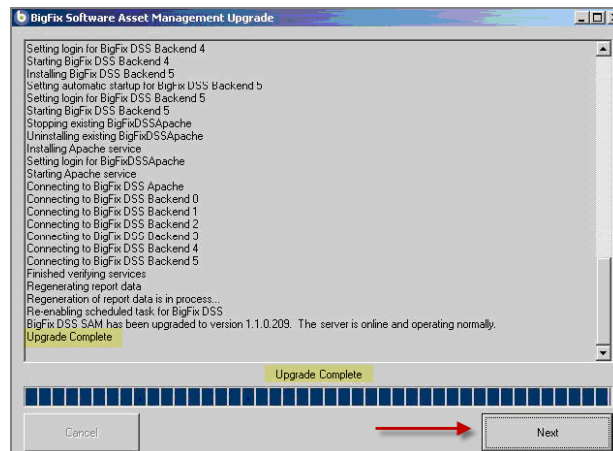 BigFix Software Asset Management Upgrade
Setting login for BigFix DSS Backend 4
Starting BigFix DSS Backend 4
Installing BigFix DSS Backend 5
Setting automatic startup for BigFix DSS Backend 5
Setting login for BigFix DSS Backend 5
Starting BigFix DSS Backend 5
Stopping existing BigFixDSSApache
Uninstalling existing BigFixDSSApache
Installing Apache service
Setting login for BigFixDSSApache
Starting Apache service
Connecting to BigFix DSS Apache
Connecting to BigFix DSS Backend 0
Connecting to BigFix DSS Backend 1
Connecting to BigFix DSS Backend 2
Connecting to BigFix DSS Backend 3
Connecting to BigFix DSS Backend 4
Connecting to BigFix DSS Backend 5
Finished verifying services
Regenerating report data
Regeneration of report data is in process...
Re-enabling scheduled task for BigFix DSS
BigFix DSS SAM has been upgraded to version 1.1.0.209. The server is online and operating normally.
Upgrade Complete
Upgrade Complete
Cancel
Next